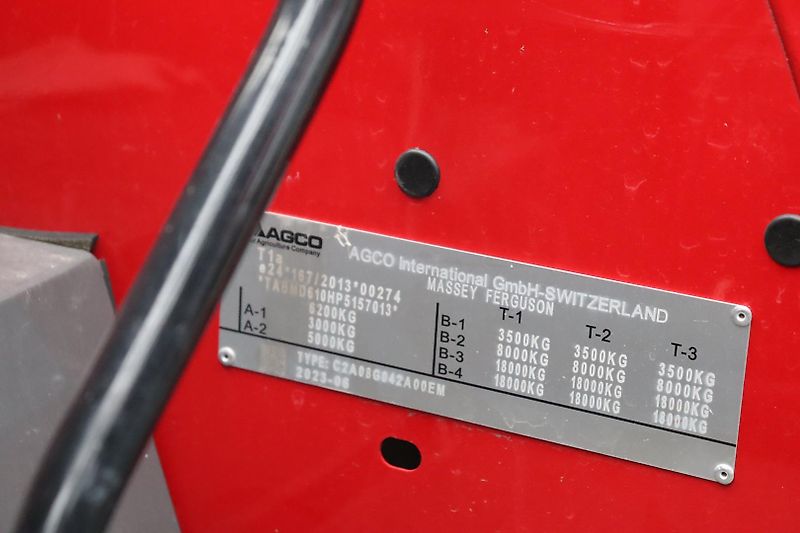 AGCO
Agriculture Company
AGCO International GmbH-SWITZERLAND
T1a
MASSEY FERGUSON
e24*167/2013*00274
*TABMD610HP5157013*
6200KG
A-1 3000KG
A-2 5000KG
T-1 T-2 T-3
B-1 3500KG 3500KG 3500KG
B-2 8000KG 8000KG 8000KG
B-3 18000KG 18000KG 18000KG
B-4 18000KG 18000KG 18000KG
TYPE: C2A08G042A00EM
2023-06